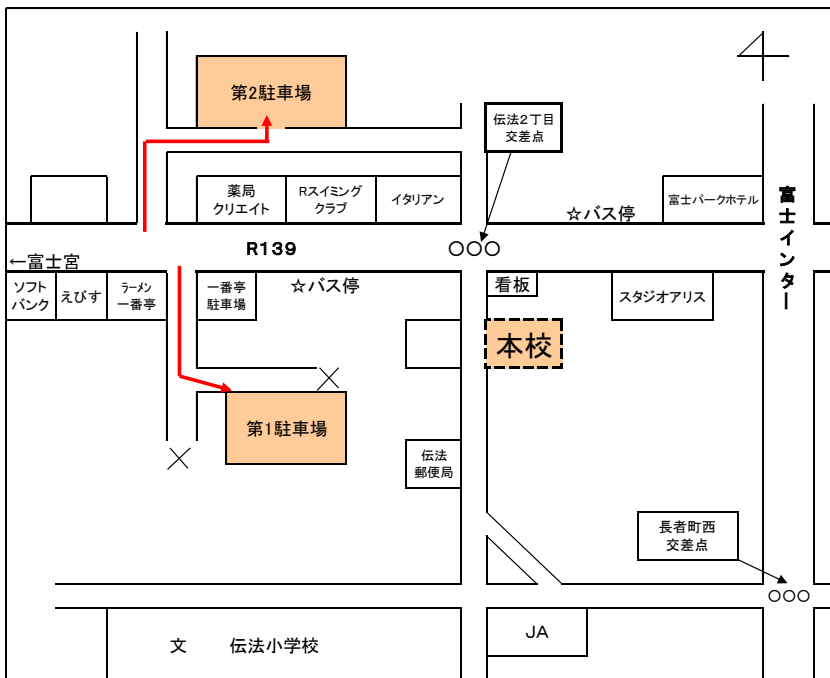 第2駐車場
伝法2丁目
交差点
薬局
クリエイト
Rスイミング
クラブ
イタリアン
☆バス停
富士パークホテル
富士インター
R139
○○○
←富士宮
ソフト
バンク
えびす
ラーメン
一番亭
一番亭
駐車場
☆バス停
看板
スタジオアリス
本校
第1駐車場
伝法
郵便局
長者町西
交差点
○○○
文 伝法小学校
JA